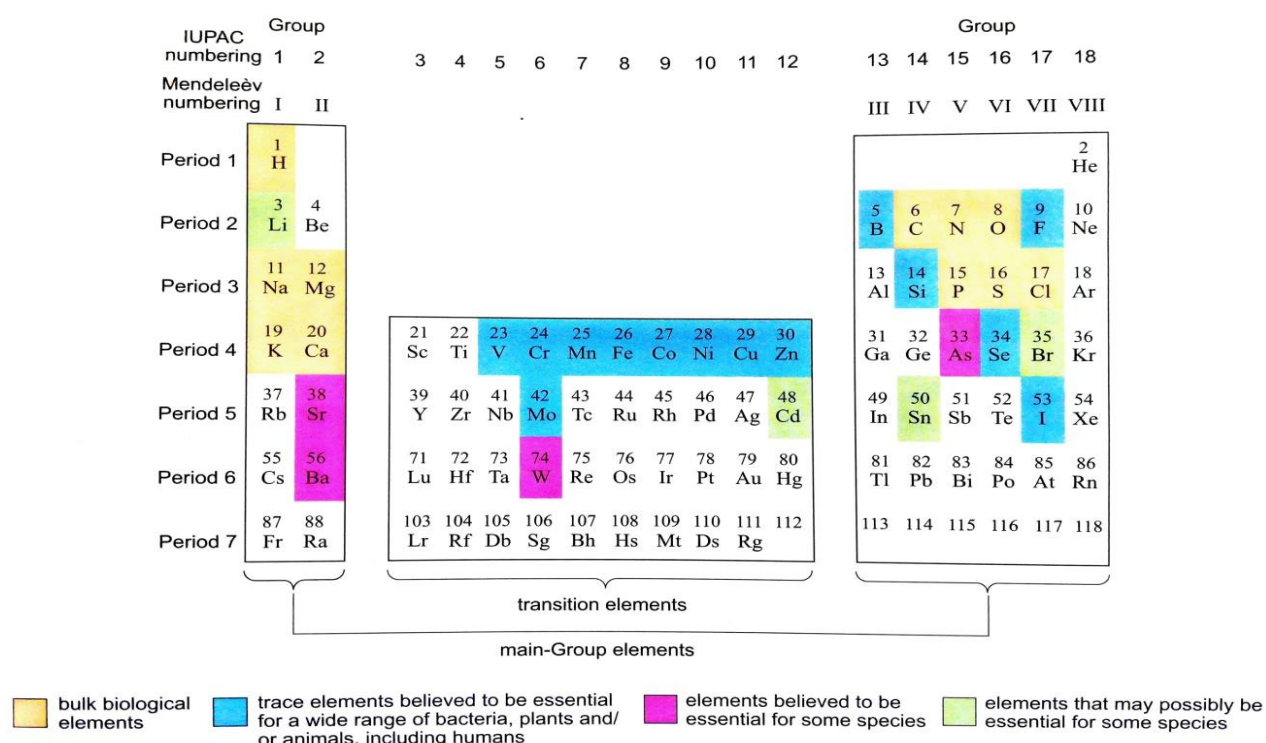 Group
Group
IUPAC
numbering 1 2 3 4 5 6 7 8 9 10 11 12 13 14 15 16 17 18
Mendeleèv
numbering I II III IV V VI VII VIII
1 2
Period 1 H He
3 4 5 6 7 8 9 10
Period 2 Li Be B C N O F Ne
11 12 13 14 15 16 17 18
Period 3 Na Mg Al Si P S Cl Ar
19 20 21 22 23 24 25 26 27 28 29 30 31 32 33 34 35 36
Period 4 K Ca Sc Ti V Cr Mn Fe Co Ni Cu Zn Ga Ge As Se Br Kr
37 38 39 40 41 42 43 44 45 46 47 48 49 50 51 52 53 54
Period 5 Rb Sr Y Zr Nb Mo Tc Ru Rh Pd Ag Cd In Sn Sb Te I Xe
55 56 71 72 73 74 75 76 77 78 79 80 81 82 83 84 85 86
Period 6 Cs Ba Lu Hf Ta W Re Os Ir Pt Au Hg Tl Pb Bi Po At Rn
87 88 103 104 105 106 107 108 109 110 111 112 113 114 115 116 117 118
Period 7 Fr Ra Lr Rf Db Sg Bh Hs Mt Ds Rg
transition elements
main-Group elements
bulk biological
elements
trace elements believed to be essential
for a wide range of bacteria, plants and/
or animals, including humans
elements believed to be
essential for some species
elements that may possibly be
essential for some species